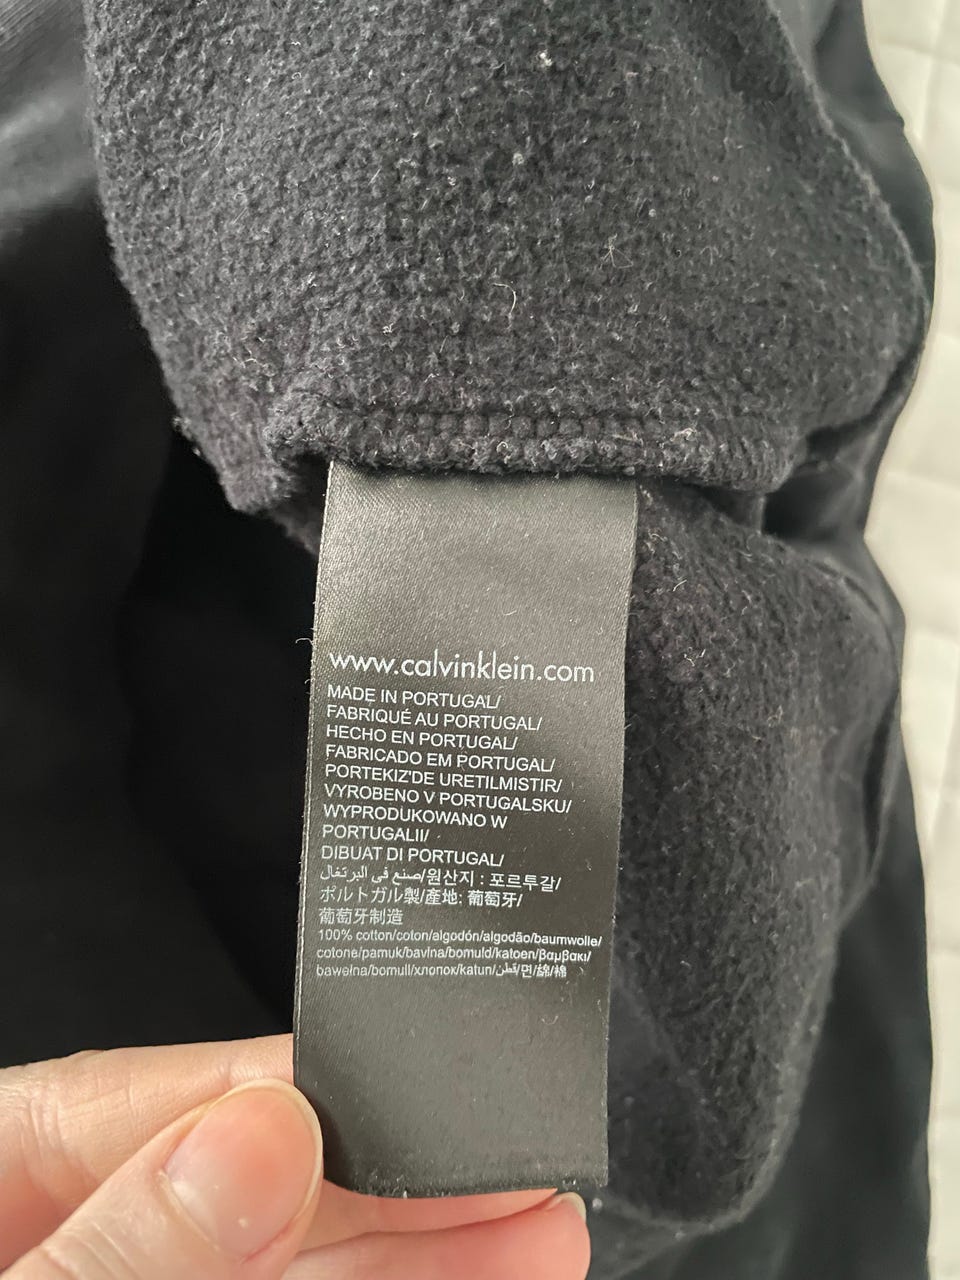 www.calvinklein.com
MADE IN PORTUGAL/
FABRIQUÉ AU PORTUGAL/
HECHO EN PORTUGAL/
FABRICADO EM PORTUGAL/
PORTEKIZ'DE URETILMISTIR/
VYROBENO V PORTUGALSKU/
WYPRODUKOWANO W
PORTUGALII/
DIBUAT DI PORTUGAL/
صنع في البرتغال/원산지 : 포르투갈/
ポルトガル製/產地: 葡萄牙/
葡萄牙制造
100% cotton/coton/algodón/algodão/baumwolle/
cotone/pamuk/bavlna/bomuld/katoen/βαμβακι/
bawełna/bomull/хлопок/katun/قطن/면/綿/棉